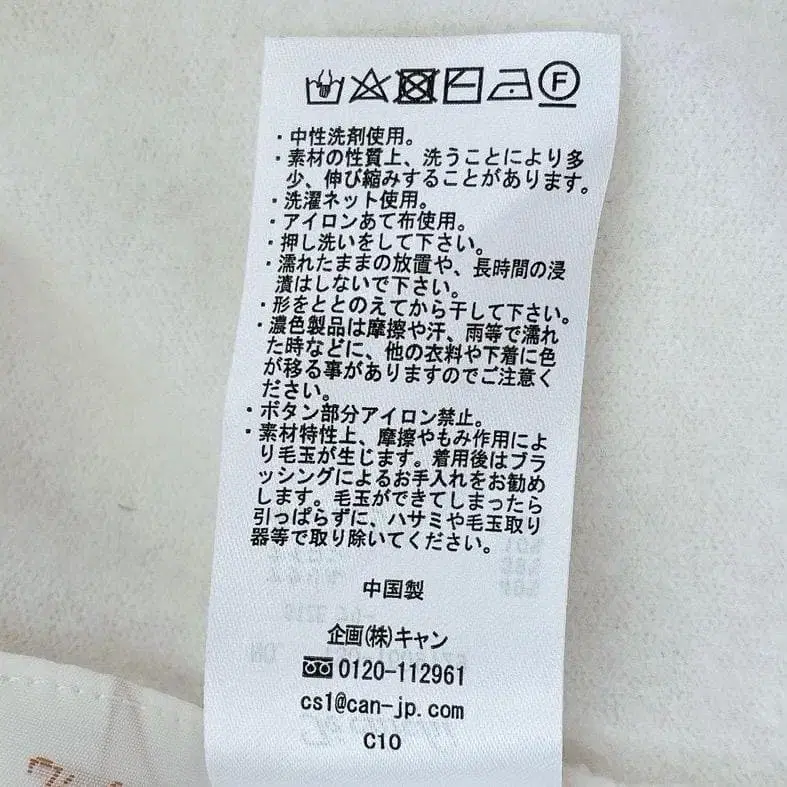 F
・中性洗剤使用。
・素材の性質上、洗うことにより多
少、伸び縮みすることがあります。
・洗濯ネット使用。
・アイロンあて布使用。
・押し洗いをして下さい。
・濡れたままの放置や、長時間の浸
漬はしないで下さい。
・形をととのえてから干して下さい。
・濃色製品は摩擦や汗、雨等で濡れ
た時などに、他の衣料や下着に色
が移る事がありますのでご注意く
ださい。
・ボタン部分アイロン禁止。
・素材特性上、摩擦やもみ作用によ
り毛玉が生じます。着用後はブラ
ッシングによるお手入れをお勧め
します。毛玉ができてしまったら
引っぱらずに、ハサミや毛玉取り
器等で取り除いてください。
中国製
企画(株)キャン
0120-112961
cs1@can-jp.com
C10